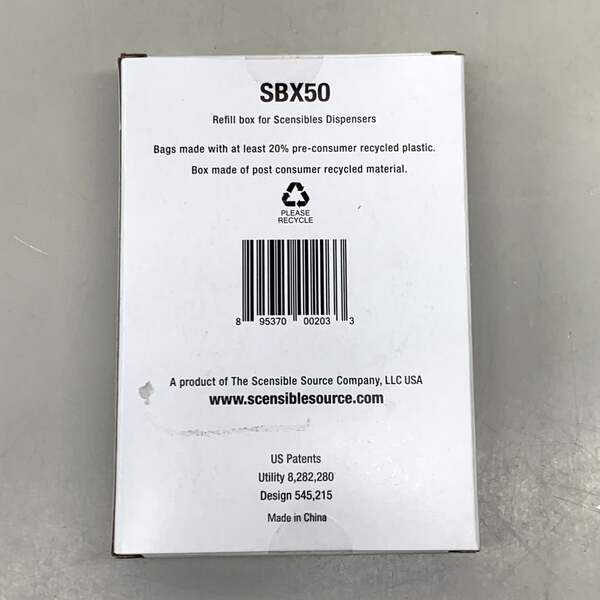 SBX50
Refill box for Scensibles Dispensers
Bags made with at least 20% pre-consumer recycled plastic.
Box made of post consumer recycled material.
PLEASE
RECYCLE
8 95370 00203 3
A product of The Scensible Source Company, LLC USA
www.scensiblesource.com
US Patents
Utility 8,282,280
Design 545,215
Made in China